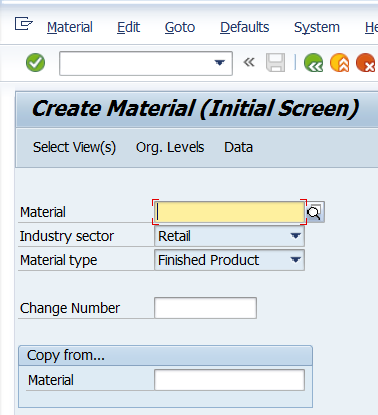 Material Edit Goto Defaults System
Create Material (Initial Screen)
Select View(s) Org. Levels Data
Material
Industry sector Retail
Material type Finished Product
Change Number
Copy from...
Material